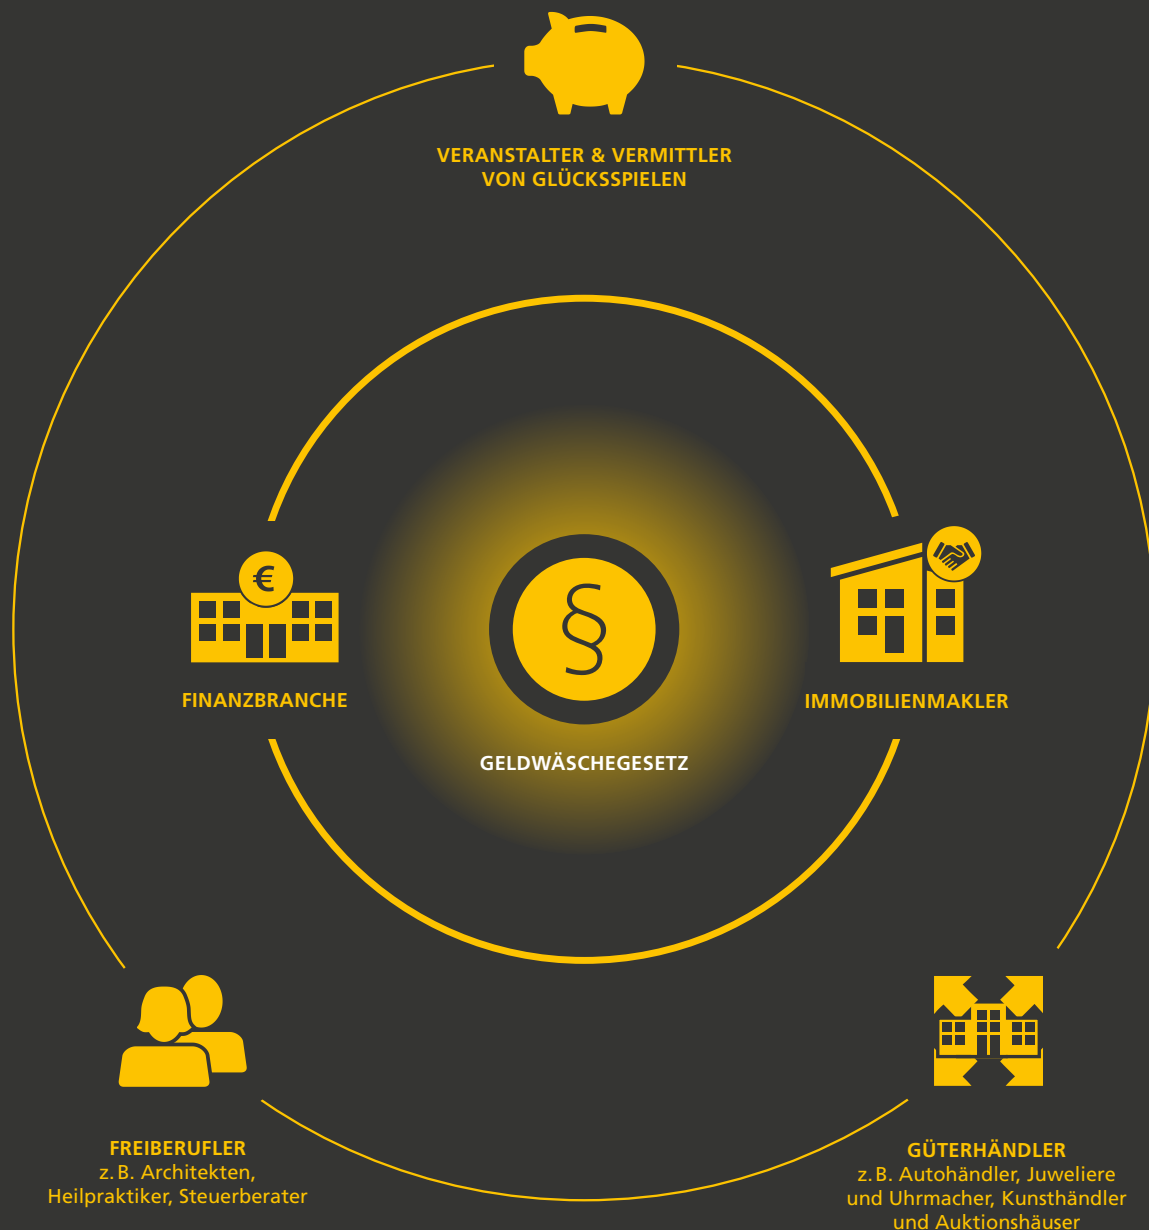 VERANSTALTER & VERMITTLER
VON GLÜCKSSPIELEN
€
§
FINANZBRANCHE
IMMOBILIENMAKLER
GELDWÄSCHEGESETZ
FREIBERUFLER
z. B. Architekten,
Heilpraktiker, Steuerberater
GÜTERHÄNDLER
z. B. Autohändler, Juweliere
und Uhrmacher, Kunsthändler
und Auktionshäuser